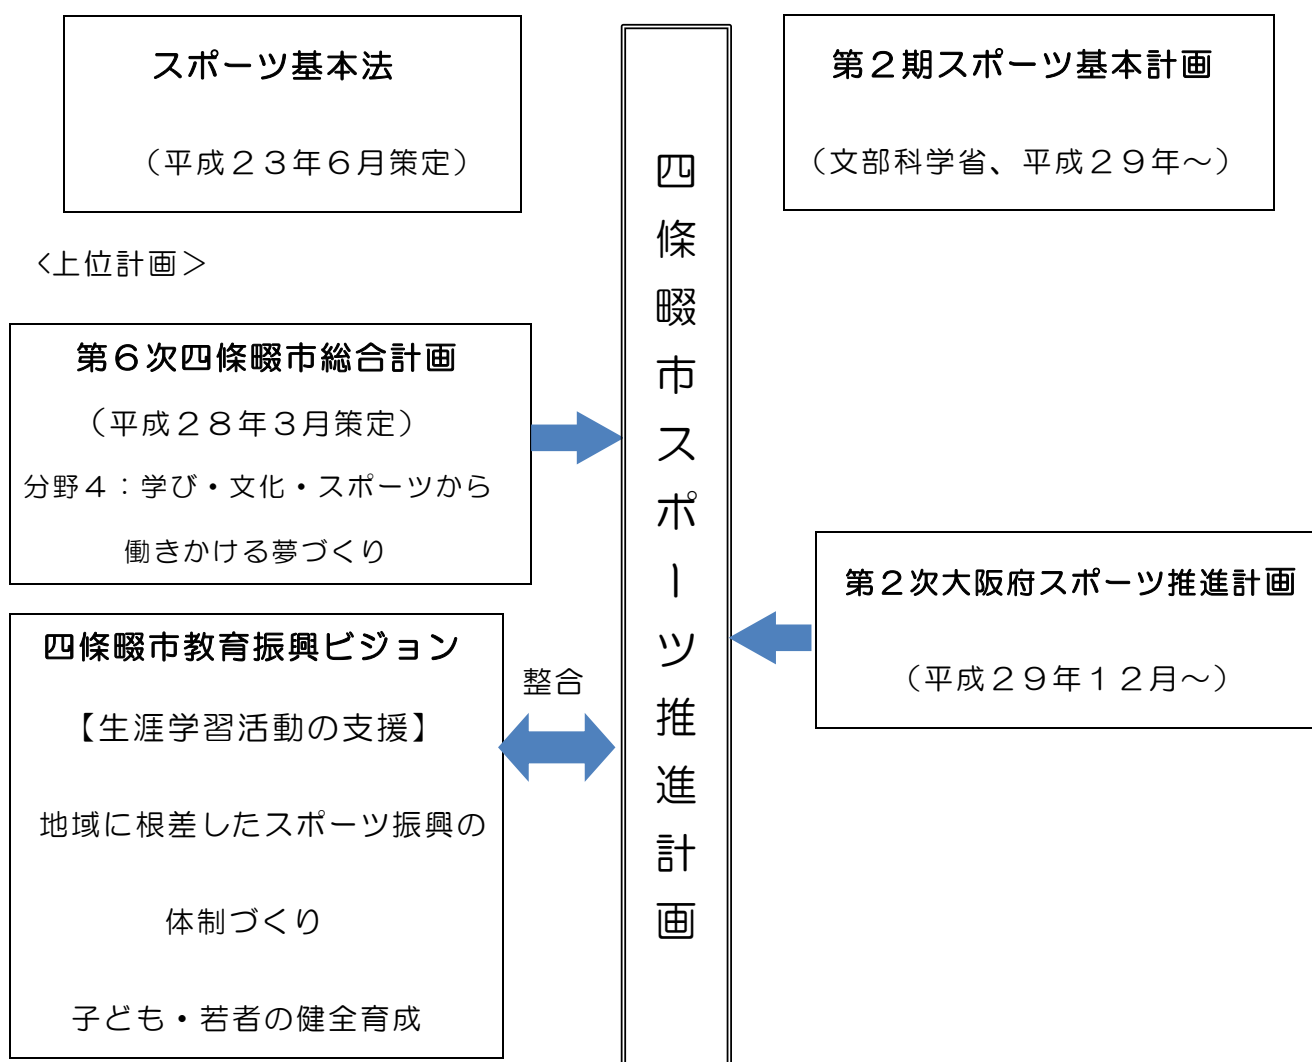 スポーツ基本法
（平成２３年６月策定）
第２期スポーツ基本計画
（文部科学省、平成２９年～）
＜上位計画＞
第６次四條畷市総合計画
（平成２８年３月策定）
分野４：学び・文化・スポーツから
働きかける夢づくり
四條畷市教育振興ビジョン
【生涯学習活動の支援】
地域に根差したスポーツ振興の
体制づくり
子ども・若者の健全育成
整合
四條畷市スポーツ推進計画
第２次大阪府スポーツ推進計画
（平成２９年１２月～）